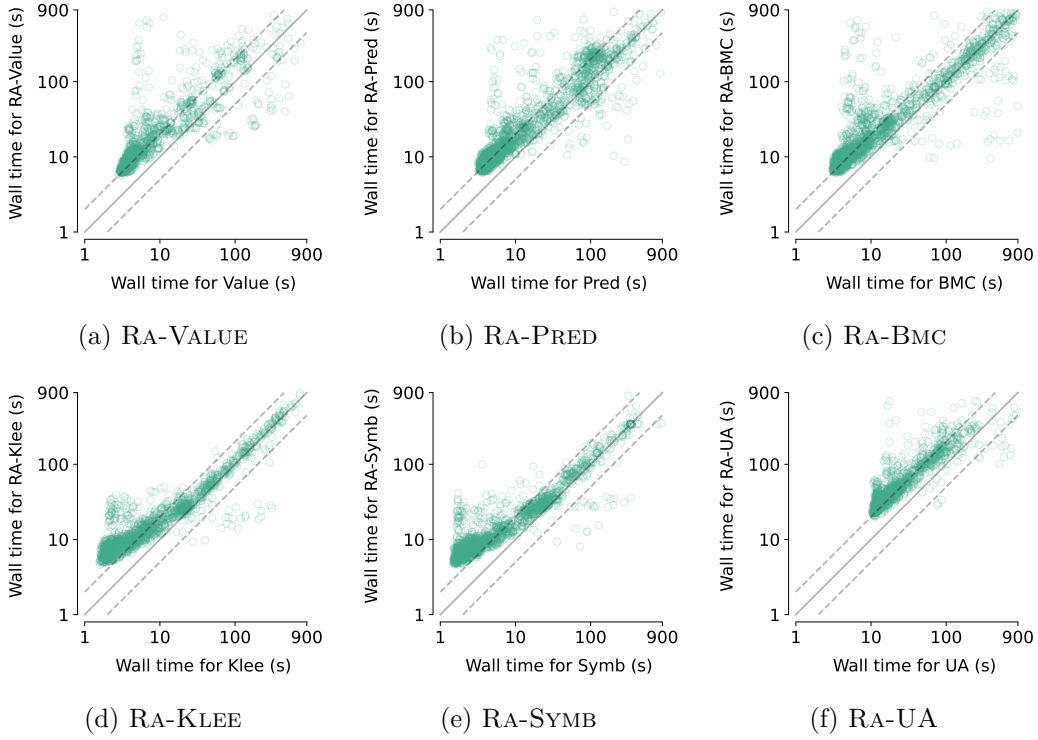 900
100
10
1
Wall time for RA-Value (s)
1 10 100 900
Wall time for Value (s)
(a) RA-VALUE
900
100
10
1
Wall time for RA-Pred (s)
1 10 100 900
Wall time for Pred (s)
(b) RA-PRED
900
100
10
1
Wall time for RA-BMC (s)
1 10 100 900
Wall time for BMC (s)
(c) RA-BMC
900
100
10
1
Wall time for RA-Klee (s)
1 10 100 900
Wall time for Klee (s)
(d) RA-KLEE
900
100
10
1
Wall time for RA-Symb (s)
1 10 100 900
Wall time for Symb (s)
(e) RA-SYMB
900
100
10
1
Wall time for RA-UA (s)
1 10 100 900
Wall time for UA (s)
(f) RA-UA